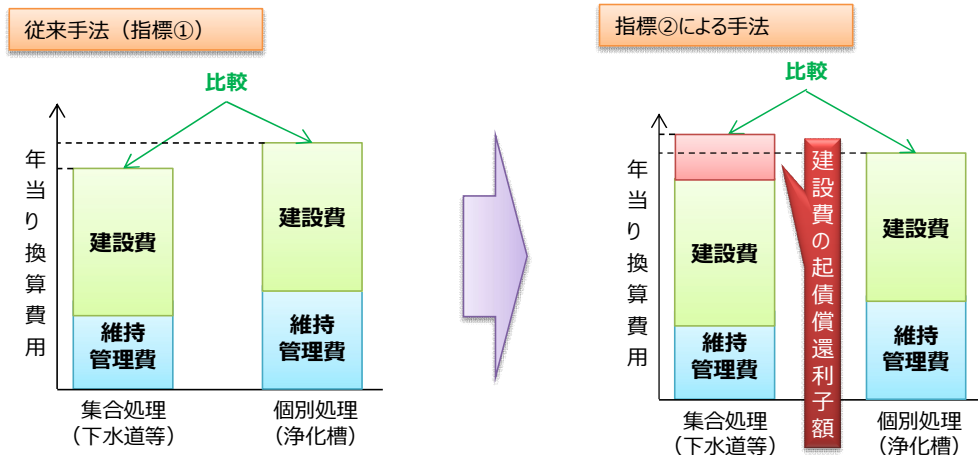 従来手法（指標①）
比較
年当り換算費用
建設費
維持
管理費
建設費
維持
管理費
集合処理
（下水道等）
個別処理
（浄化槽）
指標②による手法
比較
年当り換算費用
建設費
維持
管理費
建設費の起債償還利子額
建設費
維持
管理費
集合処理
（下水道等）
個別処理
（浄化槽）